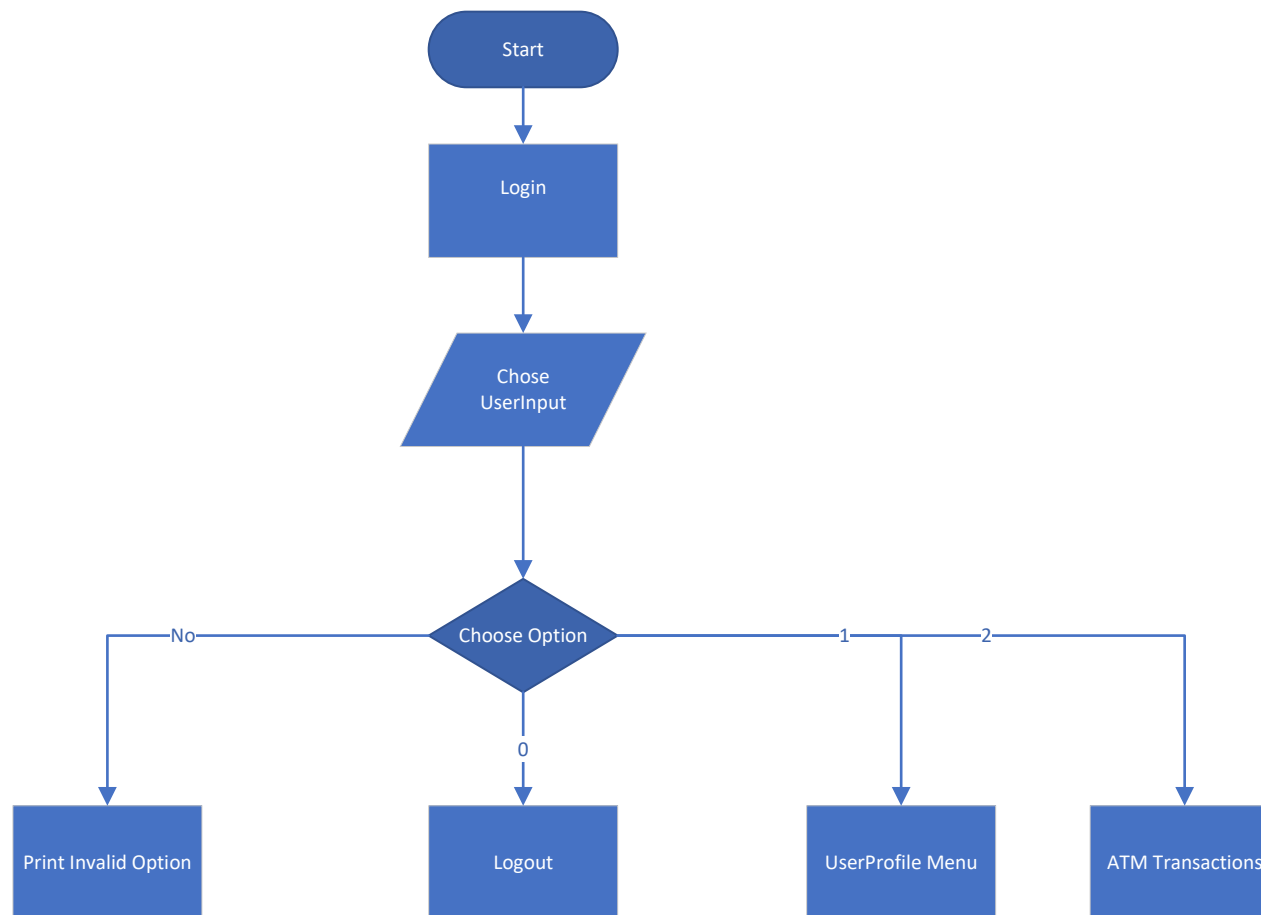 Start
Login
Chose
UserInput
Choose Option
No
1
2
0
Print Invalid Option
Logout
UserProfile Menu
ATM Transactions